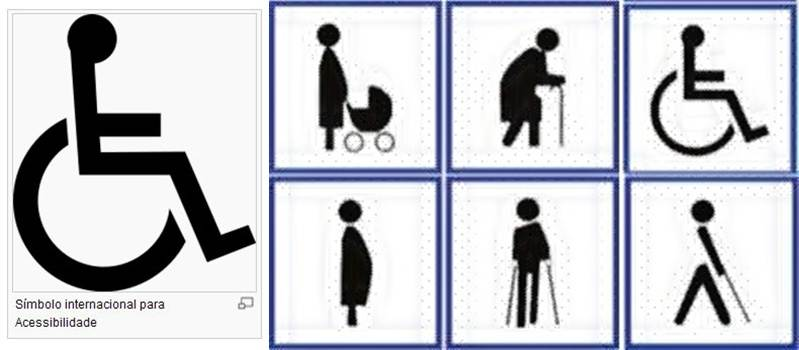 Símbolo internacional para
Acessibilidade